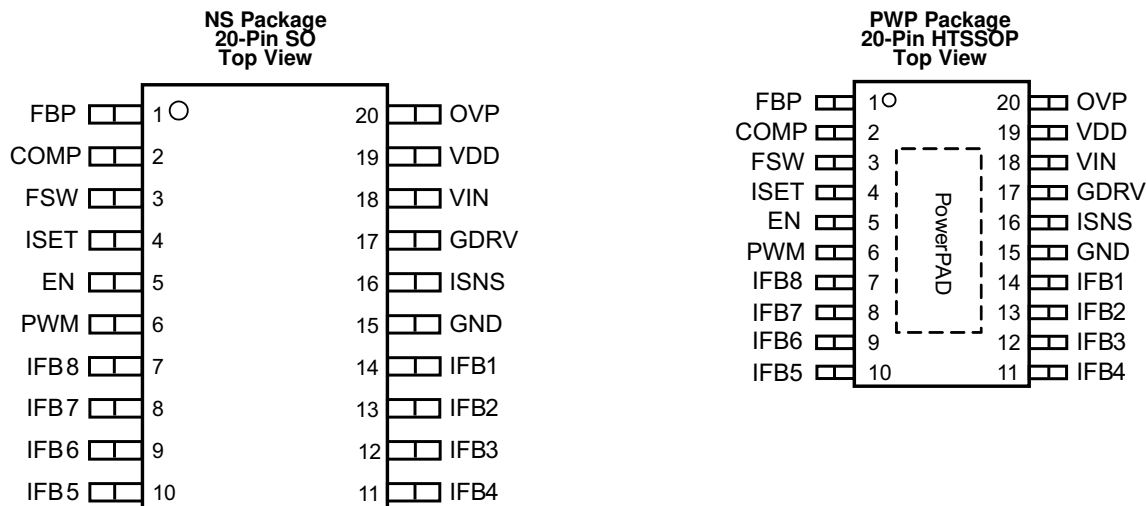 NS Package
20-Pin SO
Top View
FBP 1 20 OVP
COMP 2 19 VDD
FSW 3 18 VIN
ISET 4 17 GDRV
EN 5 16 ISNS
PWM 6 15 GND
IFB8 7 14 IFB1
IFB7 8 13 IFB2
IFB6 9 12 IFB3
IFB5 10 11 IFB4
PWP Package
20-Pin HTSSOP
Top View
FBP 1 20 OVP
COMP 2 19 VDD
FSW 3 18 VIN
ISET 4 17 GDRV
EN 5 16 ISNS
PWM 6 15 GND
IFB8 7 14 IFB1
IFB7 8 13 IFB2
IFB6 9 12 IFB3
IFB5 10 11 IFB4
PowerPAD